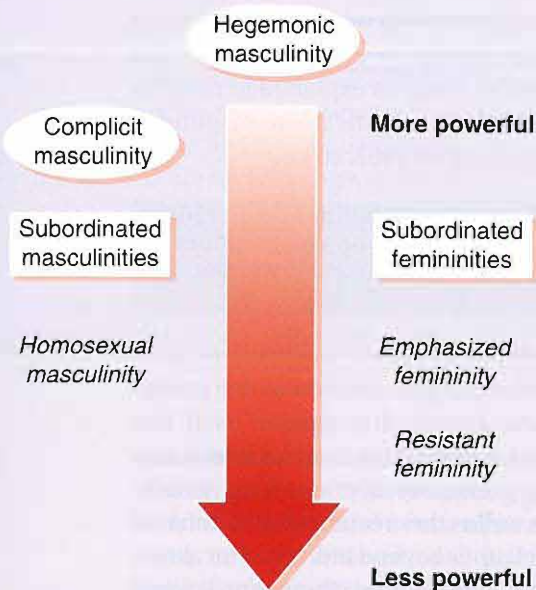 Hegemonic
masculinity
More powerful
Complicit
masculinity
Subordinated
masculinities
Subordinated
femininities
Homosexual
masculinity
Emphasized
femininity
Resistant
femininity
Less powerful